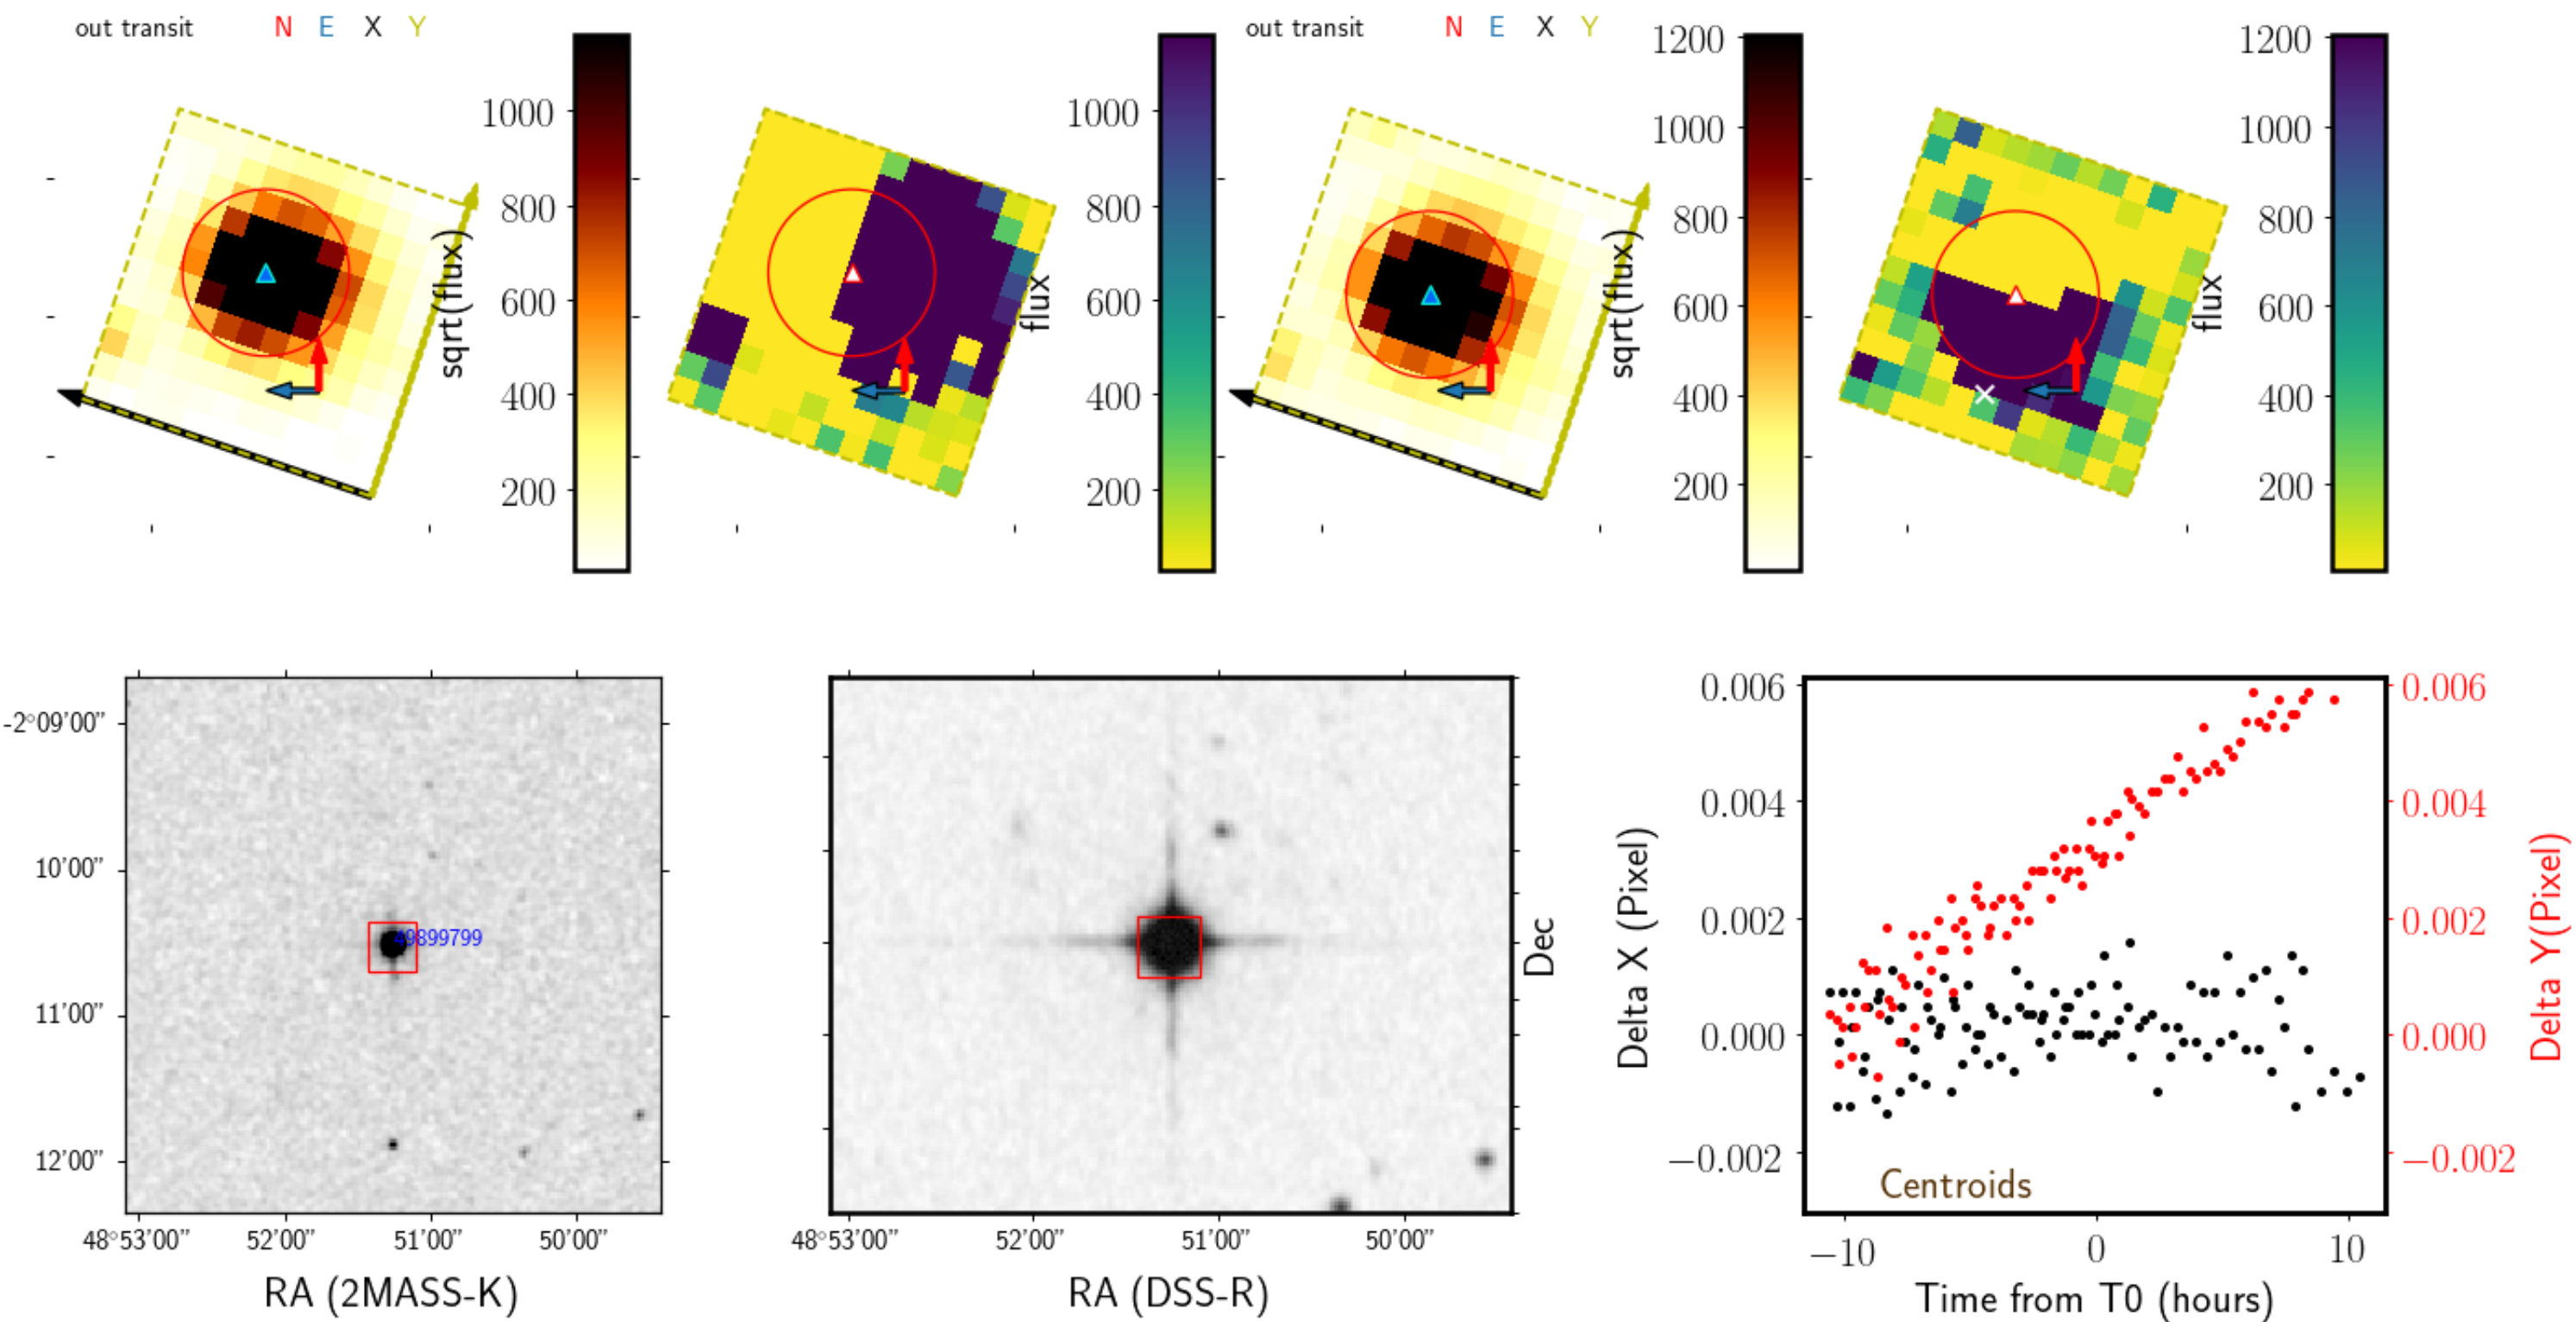 out transit N E X Y
1000
800
600
400
200
sqrt(flux)
1000
800
600
400
200
flux
out transit N E X Y
1200
1000
800
600
400
200
sqrt(flux)
1200
1000
800
600
400
200
flux
-2°09'00"
10'00"
11'00"
12'00"
49899799
48°53'00" 52'00" 51'00" 50'00"
RA (2MASS-K)
48°53'00" 52'00" 51'00" 50'00"
RA (DSS-R)
Dec
0.006
0.004
0.002
0.000
−0.002
Delta X (Pixel)
Centroids
0.006
0.004
0.002
0.000
−0.002
Delta Y(Pixel)
−10 0 10
Time from T0 (hours)